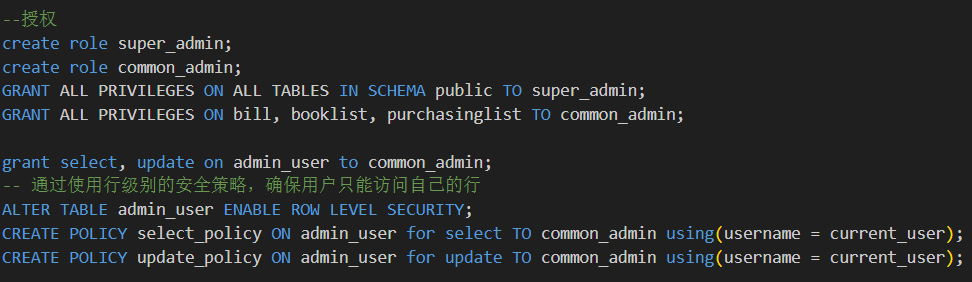 --授权
create role super_admin;
create role common_admin;
GRANT ALL PRIVILEGES ON ALL TABLES IN SCHEMA public TO super_admin;
GRANT ALL PRIVILEGES ON bill, booklist, purchasinglist TO common_admin;
grant select, update on admin_user to common_admin;
-- 通过使用行级别的安全策略，确保用户只能访问自己的行
ALTER TABLE admin_user ENABLE ROW LEVEL SECURITY;
CREATE POLICY select_policy ON admin_user for select TO common_admin using(username = current_user);
CREATE POLICY update_policy ON admin_user for update TO common_admin using(username = current_user);